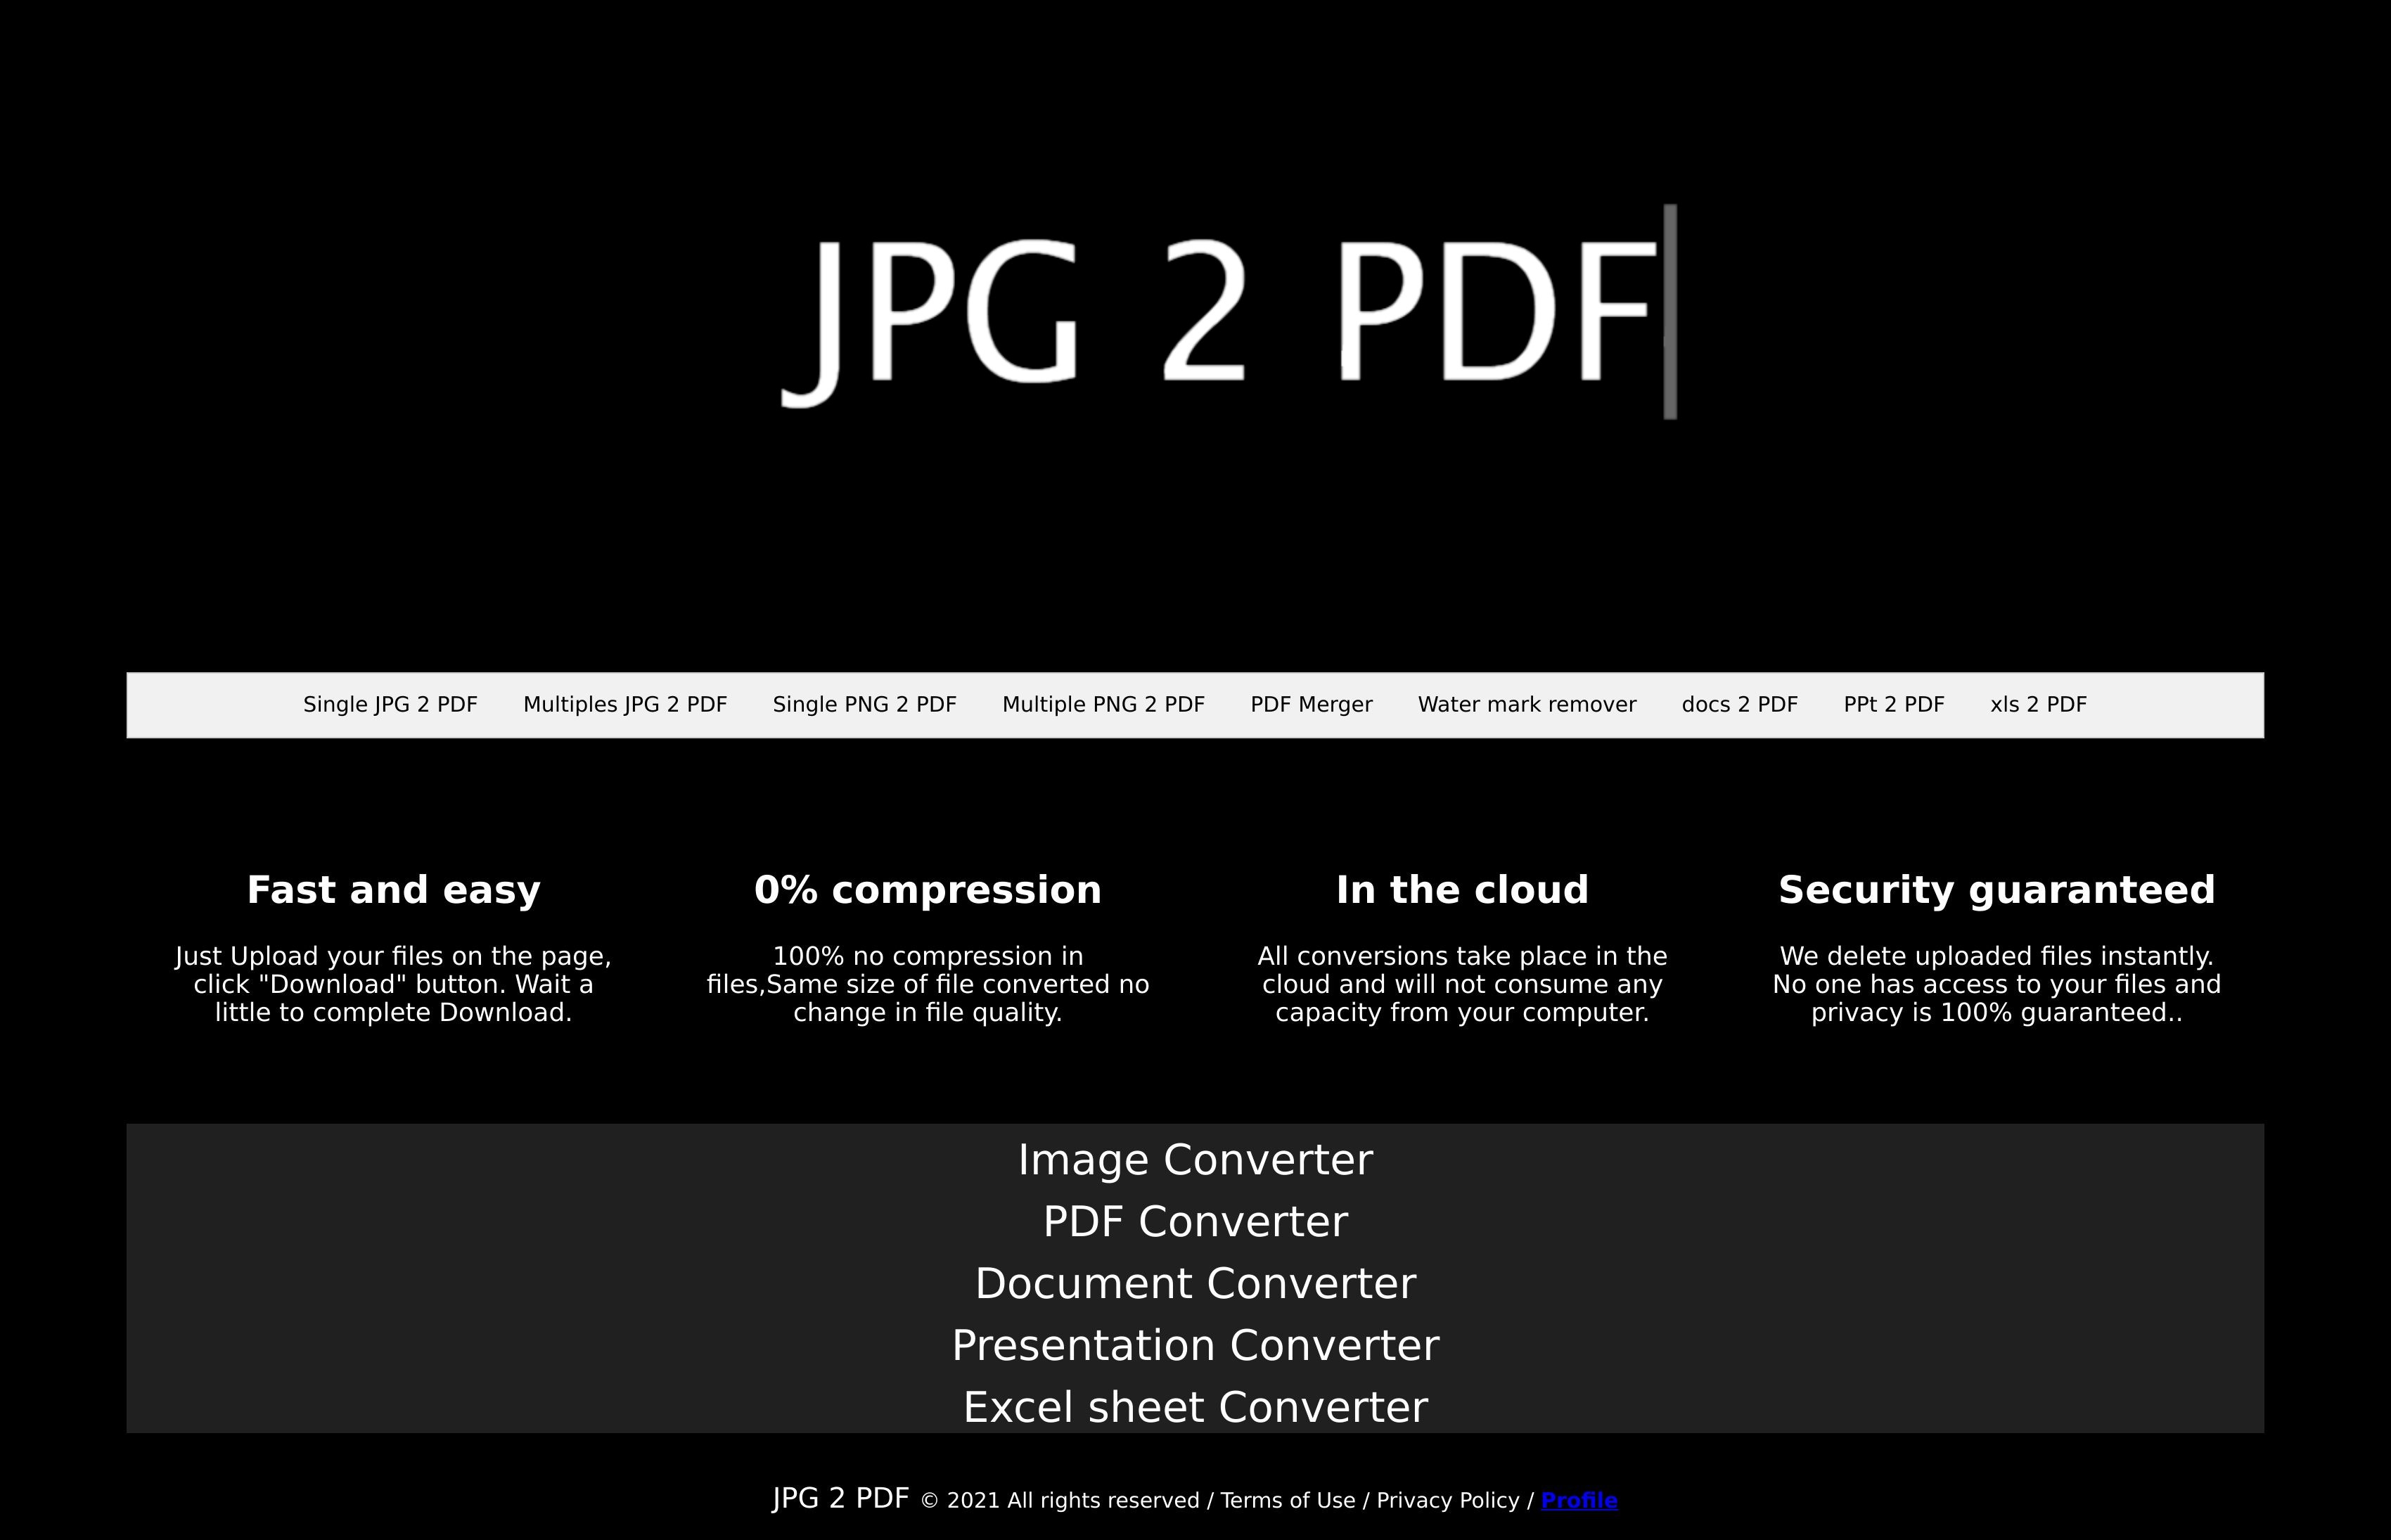 JPG 2 PDF
Single JPG 2 PDF Multiples JPG 2 PDF Single PNG 2 PDF Multiple PNG 2 PDF PDF Merger Water mark remover docs 2 PDF PPt 2 PDF xls 2 PDF
Fast and easy
Just Upload your files on the page,
click "Download" button. Wait a
little to complete Download.
0% compression
100% no compression in
files,Same size of file converted no
change in file quality.
In the cloud
All conversions take place in the
cloud and will not consume any
capacity from your computer.
Security guaranteed
We delete uploaded files instantly.
No one has access to your files and
privacy is 100% guaranteed..
Image Converter
PDF Converter
Document Converter
Presentation Converter
Excel sheet Converter
JPG 2 PDF © 2021 All rights reserved / Terms of Use / Privacy Policy / Profile